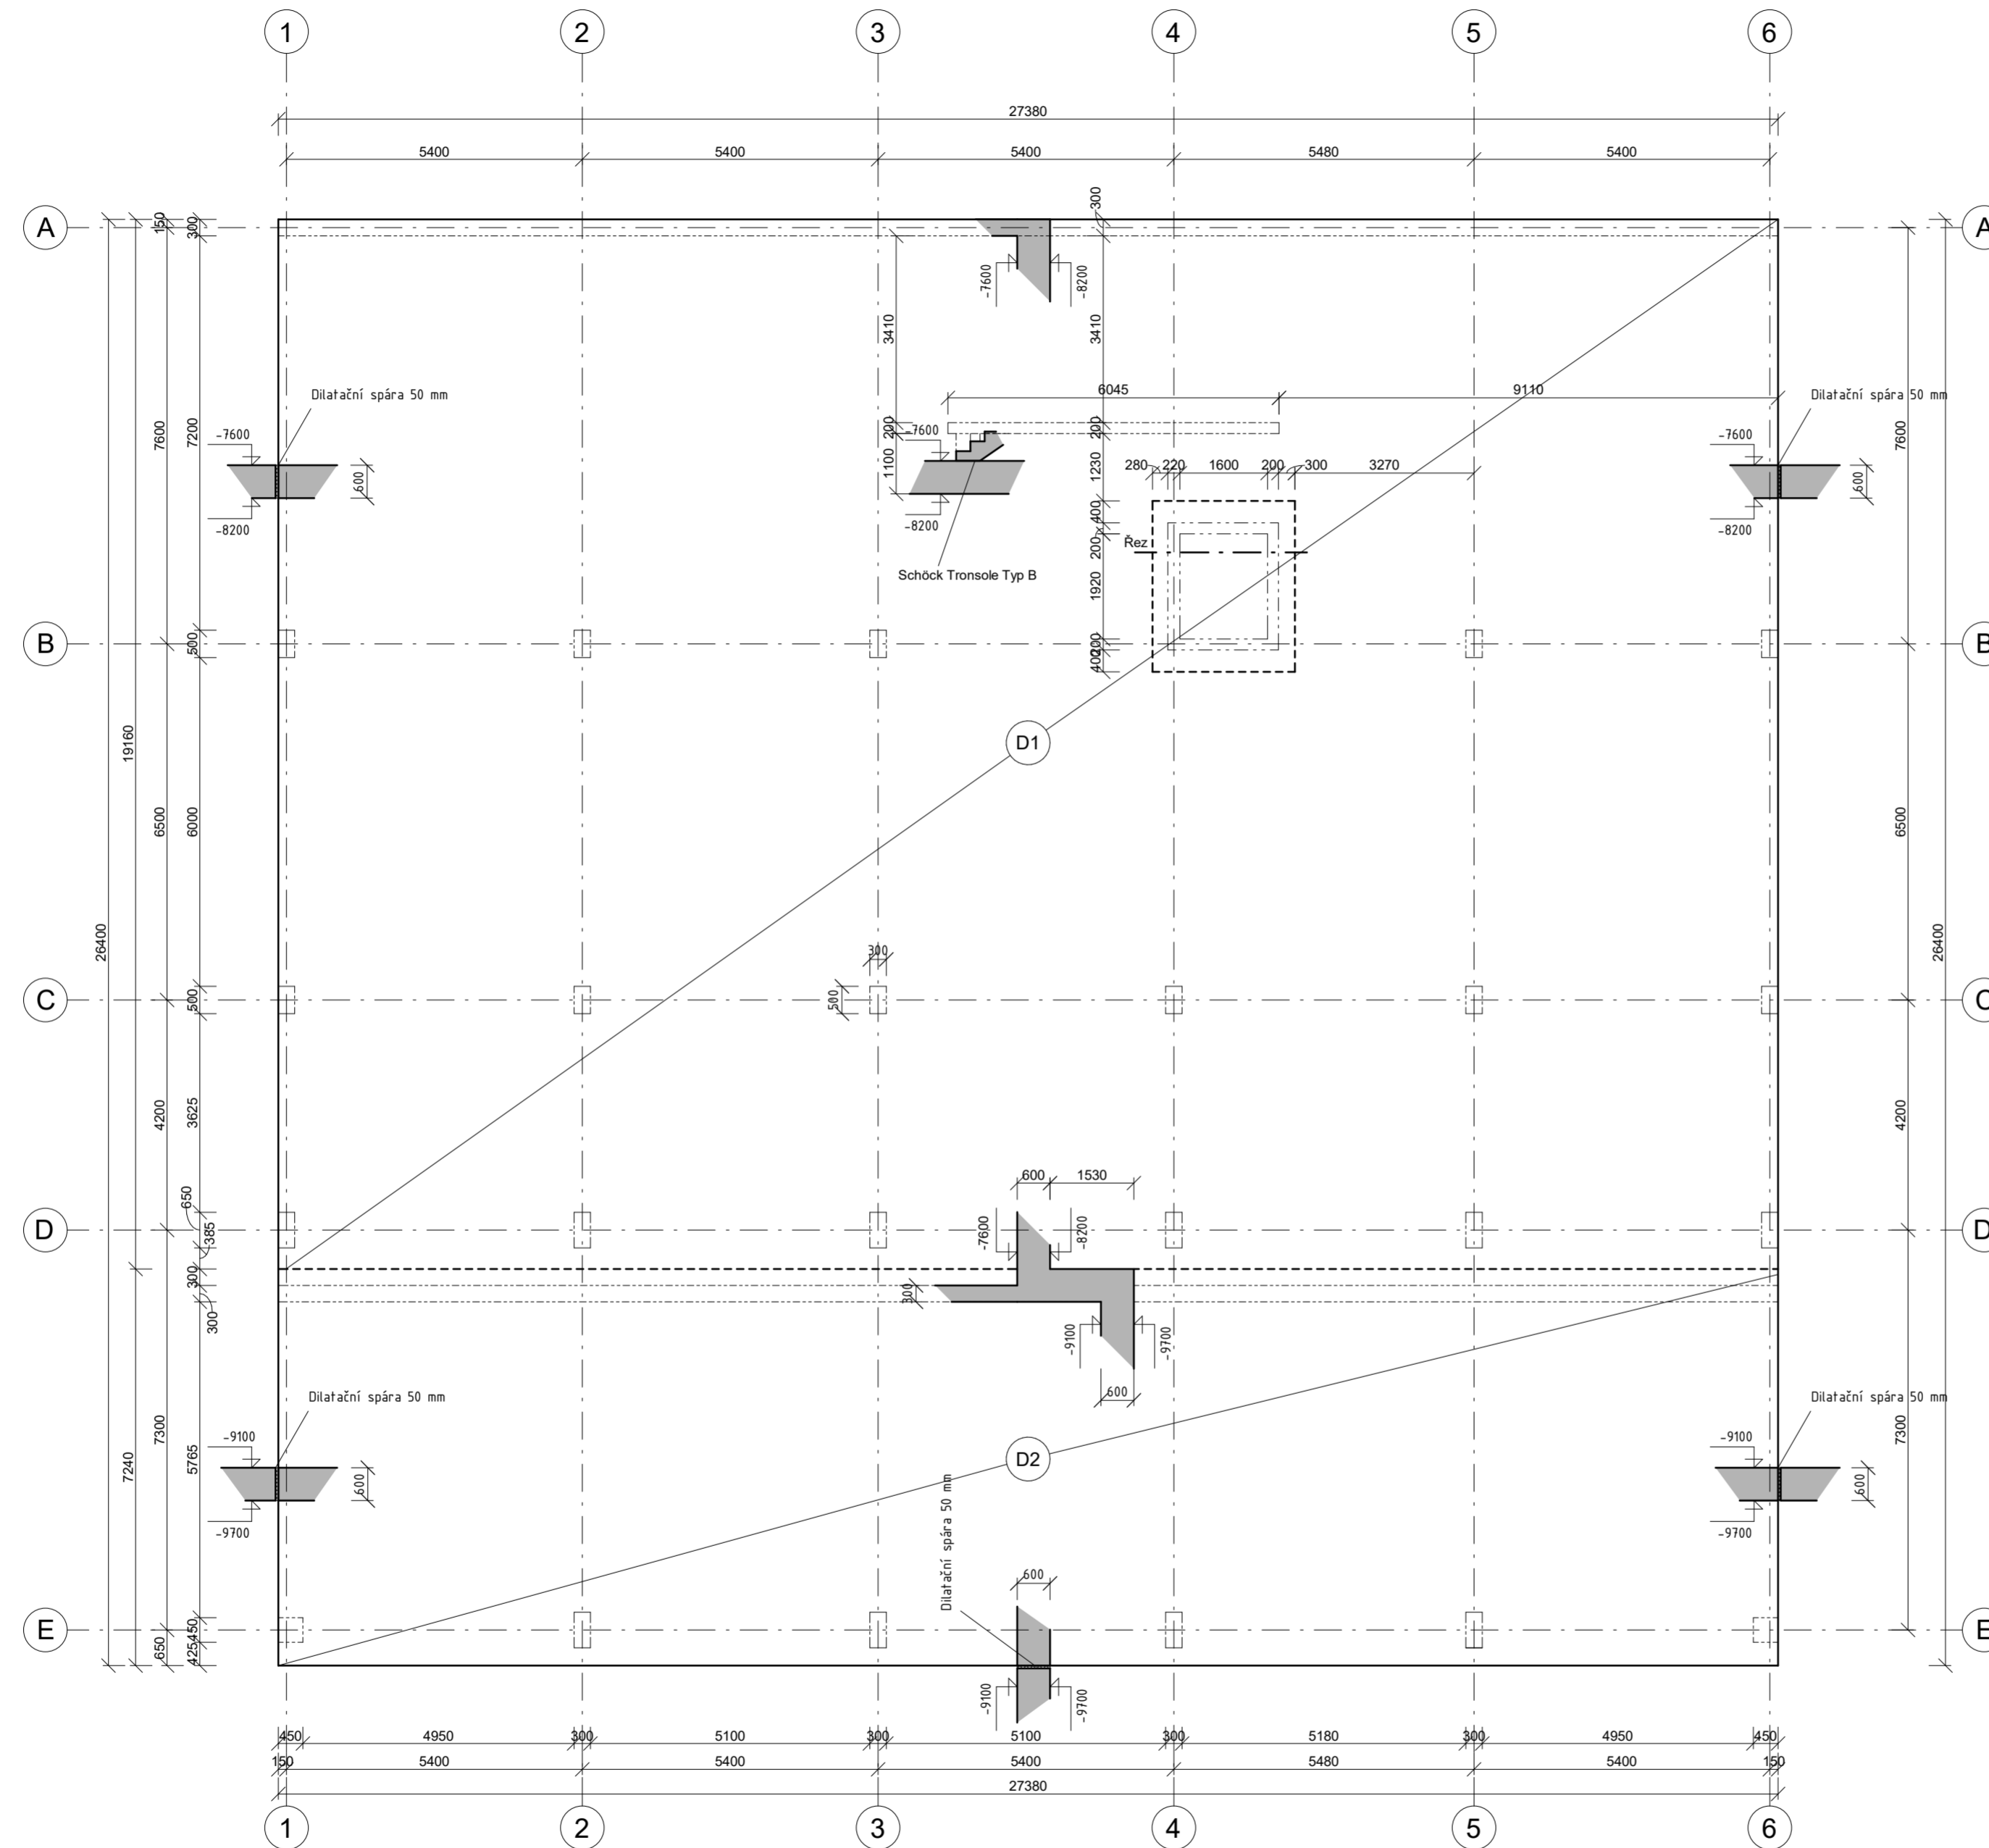 1 2 3 4 5 6
27380
5400 5400 5400 5480 5400
A A
150 300 300
-7600 -8200
3410 3410
6045 9110
Dilatační spára 50 mm Dilatační spára 50 mm
7600 7200 7600
-7600 -7600 -7600
200 200
280 220 1600 200 300 3270
1100 1230
600 600
-8200 -8200 -8200
400
Řez 200
Schöck Tronsole Typ B
1920
B B
500 200
400
D1
19160
26400 26400
6500 6000 6500
300
C C
500 500
4200 3625 4200
600 1530
650
-7600 -8200
D D
385
300 300
300
-9100 -9700
600
Dilatační spára 50 mm Dilatační spára 50 mm
7300 7300
-9100 -9100
7240 5765
D2
600 600
-9700 -9700
Dilatační spára 50 mm
600
E E
450
650 425
-9100 -9700
450 4950 300 5100 300 5100 300 5180 300 4950 450
150 5400 5400 5400 5480 5400 150
27380
1 2 3 4 5 6